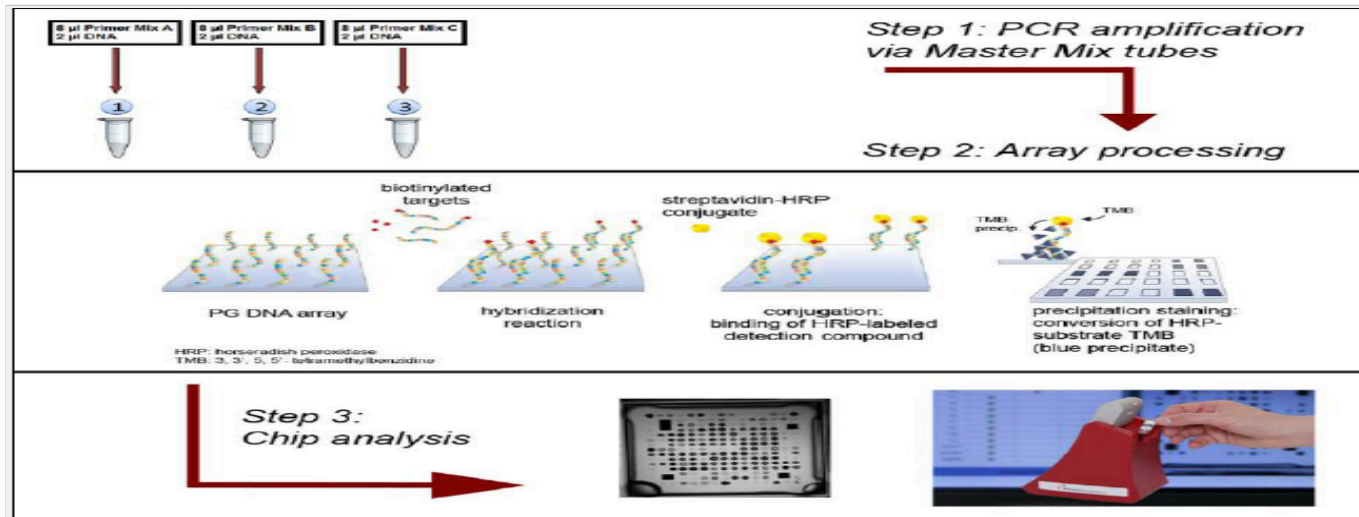 8 µl Primer Mix A
2 µl DNA
8 µl Primer Mix B
2 µl DNA
8 µl Primer Mix C
2 µl DNA
1
2
3
Step 1: PCR amplification
via Master Mix tubes
Step 2: Array processing
biotinylated
targets
streptavidin-HRP
conjugate
TMB
precip.
TMB
PG DNA array
hybridization
reaction
conjugation:
binding of HRP-labeled
detection compound
precipitation staining:
conversion of HRP-
substrate TMB
(blue precipitate)
HRP: horseradish peroxidase
TMB: 3, 3', 5, 5'- tetramethylbenzidine
Step 3:
Chip analysis